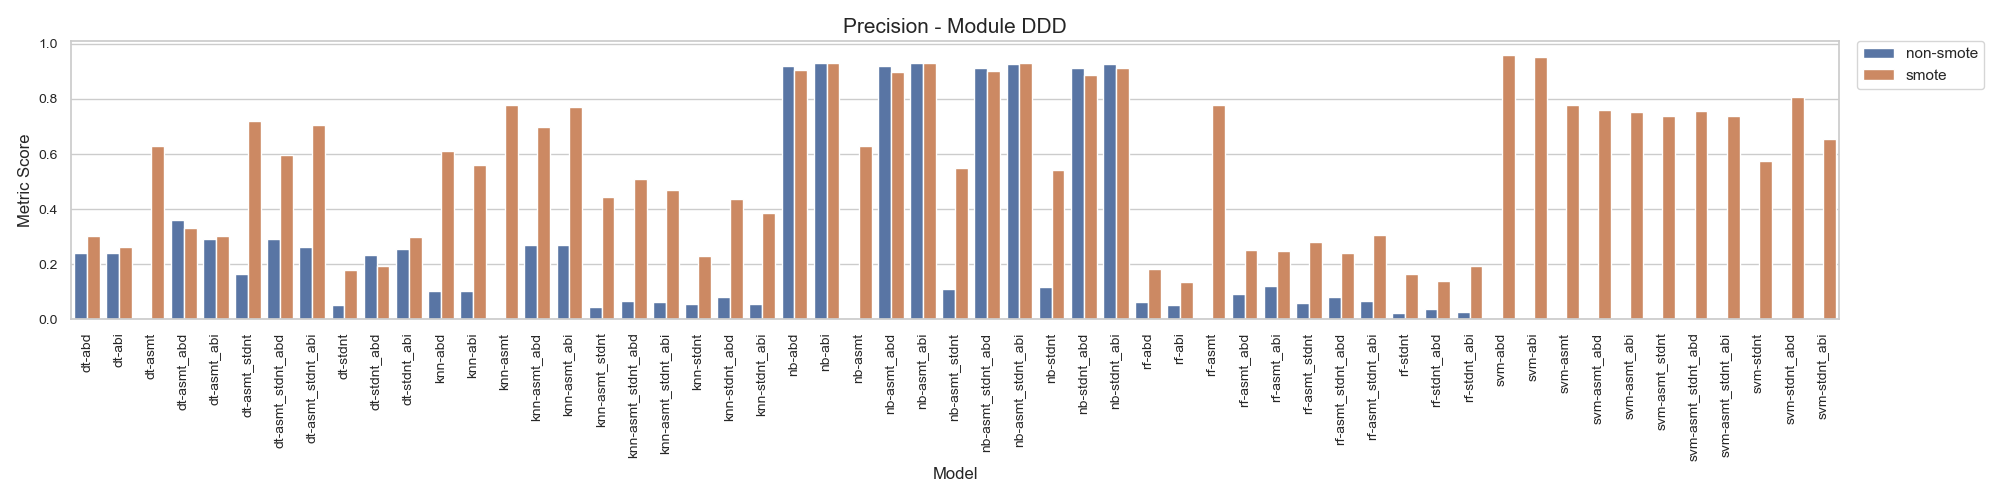 Precision - Module DDD
non-smote
smote
Metric Score
1.0
0.8
0.6
0.4
0.2
0.0
dt-abd
dt-abi
dt-asmt
dt-asmt_abd
dt-asmt_abi
dt-asmt_stdnt
dt-asmt_stdnt_abd
dt-asmt_stdnt_abi
dt-stdnt
dt-stdnt_abd
dt-stdnt_abi
knn-abd
knn-abi
knn-asmt
knn-asmt_abd
knn-asmt_abi
knn-asmt_stdnt
knn-asmt_stdnt_abd
knn-asmt_stdnt_abi
knn-stdnt
knn-stdnt_abd
knn-stdnt_abi
nb-abd
nb-abi
nb-asmt
nb-asmt_abd
nb-asmt_abi
nb-asmt_stdnt
nb-asmt_stdnt_abd
nb-asmt_stdnt_abi
nb-stdnt
nb-stdnt_abd
nb-stdnt_abi
rf-abd
rf-abi
rf-asmt
rf-asmt_abd
rf-asmt_abi
rf-asmt_stdnt
rf-asmt_stdnt_abd
rf-asmt_stdnt_abi
rf-stdnt
rf-stdnt_abd
rf-stdnt_abi
svm-abd
svm-abi
svm-asmt
svm-asmt_abd
svm-asmt_abi
svm-asmt_stdnt
svm-asmt_stdnt_abd
svm-asmt_stdnt_abi
svm-stdnt
svm-stdnt_abd
svm-stdnt_abi
Model